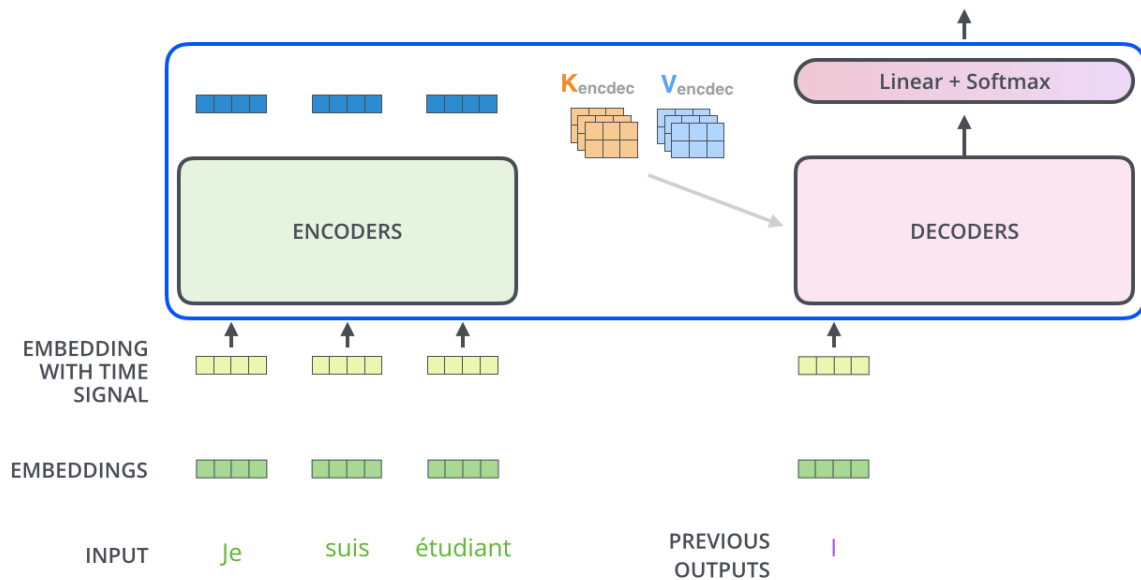 Linear + Softmax
Kencdec Vencdec
ENCODERS
DECODERS
EMBEDDING
WITH TIME
SIGNAL
EMBEDDINGS
INPUT
Je suis étudiant
PREVIOUS
OUTPUTS
I